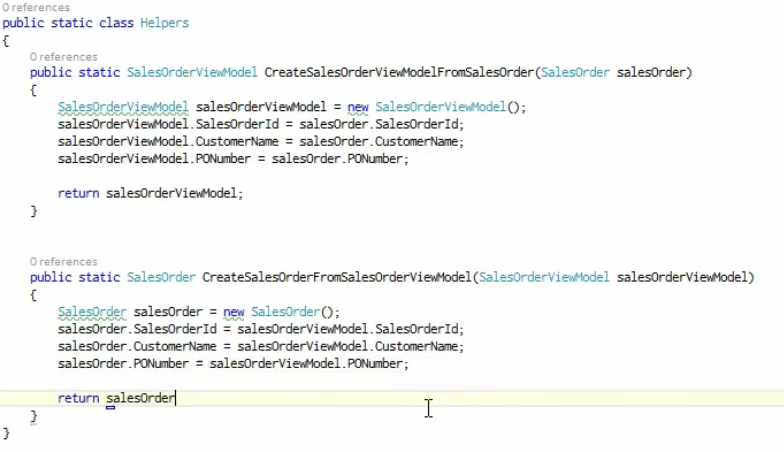 0 references
public static class Helpers
{
0 references
public static SalesOrderViewModel CreateSalesOrderViewModelFromSalesOrder(SalesOrder salesOrder)
{
SalesOrderViewModel salesOrderViewModel = new SalesOrderViewModel();
salesOrderViewModel.SalesOrderId = salesOrder.SalesOrderId;
salesOrderViewModel.CustomerName = salesOrder.CustomerName;
salesOrderViewModel.PONumber = salesOrder.PONumber;
return salesOrderViewModel;
}
0 references
public static SalesOrder CreateSalesOrderFromSalesOrderViewModel(SalesOrderViewModel salesOrderViewModel)
{
SalesOrder salesOrder = new SalesOrder();
salesOrder.SalesOrderId = salesOrderViewModel.SalesOrderId;
salesOrder.CustomerName = salesOrderViewModel.CustomerName;
salesOrder.PONumber = salesOrderViewModel.PONumber;
return salesOrder
}
}